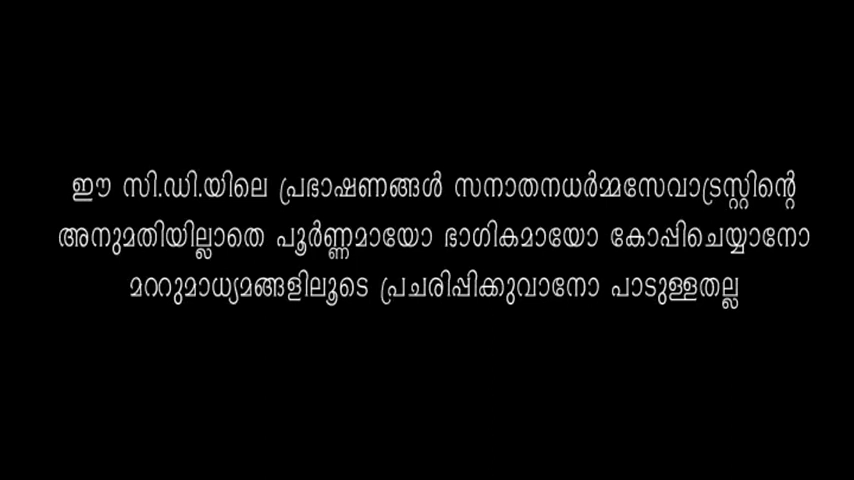 ഈ സി.ഡി.യിലെ പ്രഭാഷണങ്ങൾ സനാതനധർമ്മസേവാട്രസ്റ്റിന്റെ
അനുമതിയില്ലാതെ പൂർണ്ണമായോ ഭാഗികമായോ കോപ്പിചെയ്യാനോ
മററുമാധ്യമങ്ങളിലൂടെ പ്രചരിപ്പിക്കുവാനോ പാടുള്ളതല്ല